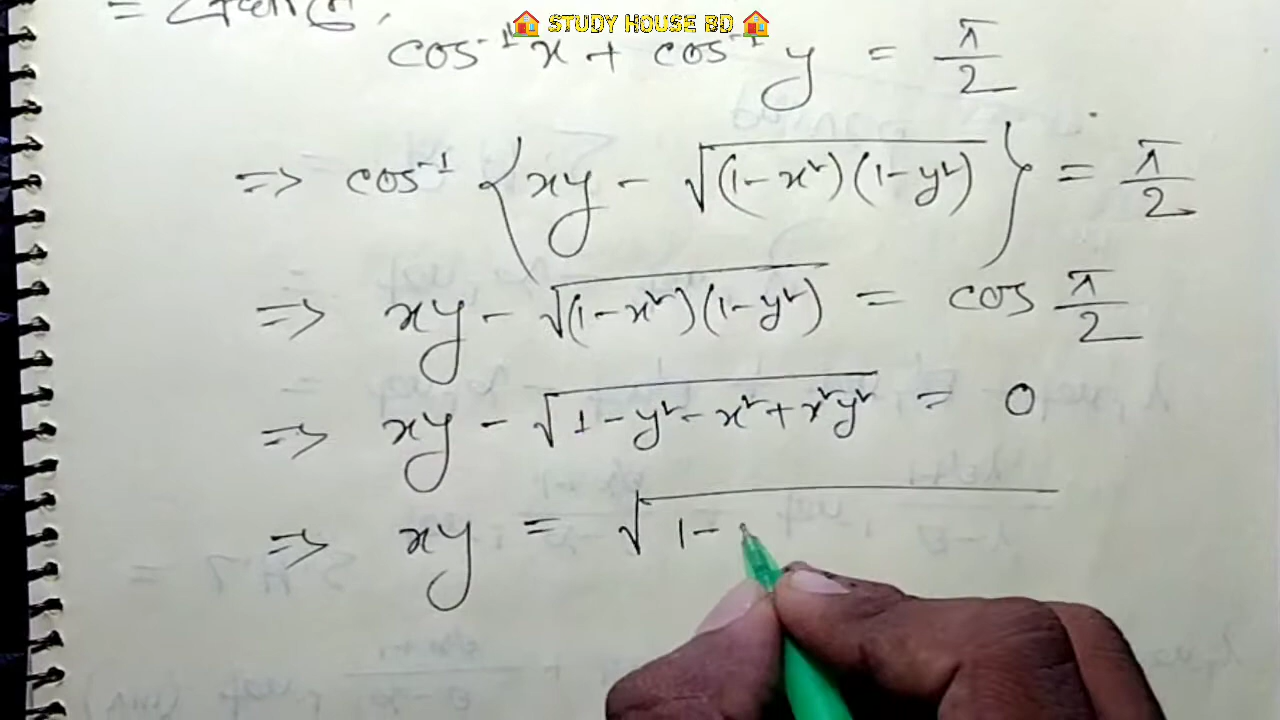 🏠 STUDY HOUSE BD 🏠
=
cos⁻¹x + cos⁻¹y = π/2
=> cos⁻¹ {xy - √(1-x²)(1-y²)} = π/2
=> xy - √(1-x²)(1-y²) = cos π/2
=> xy - √1-y²-x²+x²y² = 0
=> xy = √1-